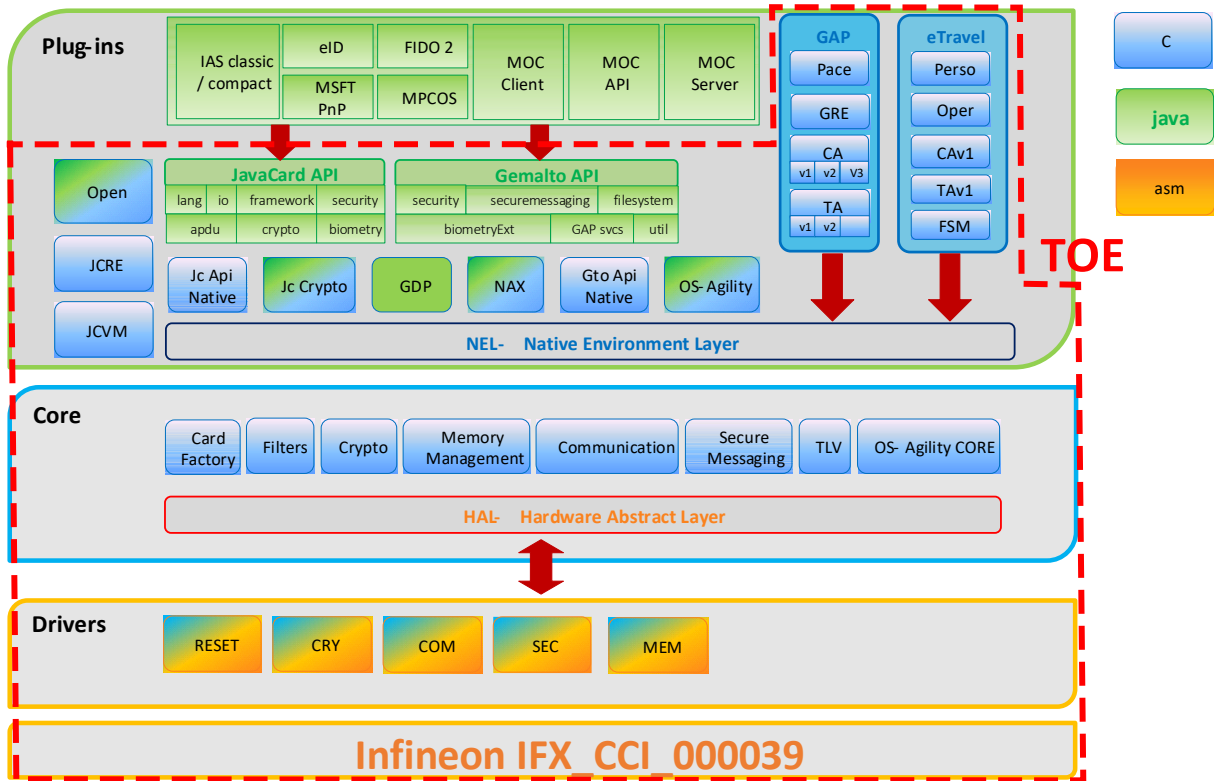 Plug-ins
IAS classic
/ compact
eID
FIDO 2
MSFT
PnP
MPCOS
MOC
Client
MOC
API
MOC
Server
GAP
Pace
GRE
CA
v1 v2 V3
TA
v1 v2
eTravel
Perso
Oper
CAv1
TAv1
FSM
C
java
asm
TOE
Open
JCRE
JCVM
JavaCard API
lang io framework security
apdu crypto biometry
Gemalto API
security securemessaging filesystem
biometryExt GAP svcs util
Jc Api
Native
Jc Crypto
GDP
NAX
Gto Api
Native
OS- Agility
NEL- Native Environment Layer
Core
Card
Factory
Filters
Crypto
Memory
Management
Communication
Secure
Messaging
TLV
OS- Agility CORE
HAL- Hardware Abstract Layer
Drivers
RESET
CRY
COM
SEC
MEM
Infineon IFX_CCI_000039